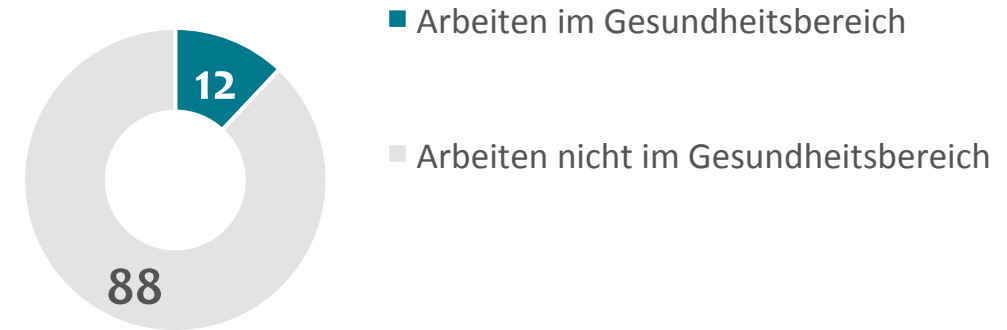 Arbeiten im Gesundheitsbereich
12
Arbeiten nicht im Gesundheitsbereich
88